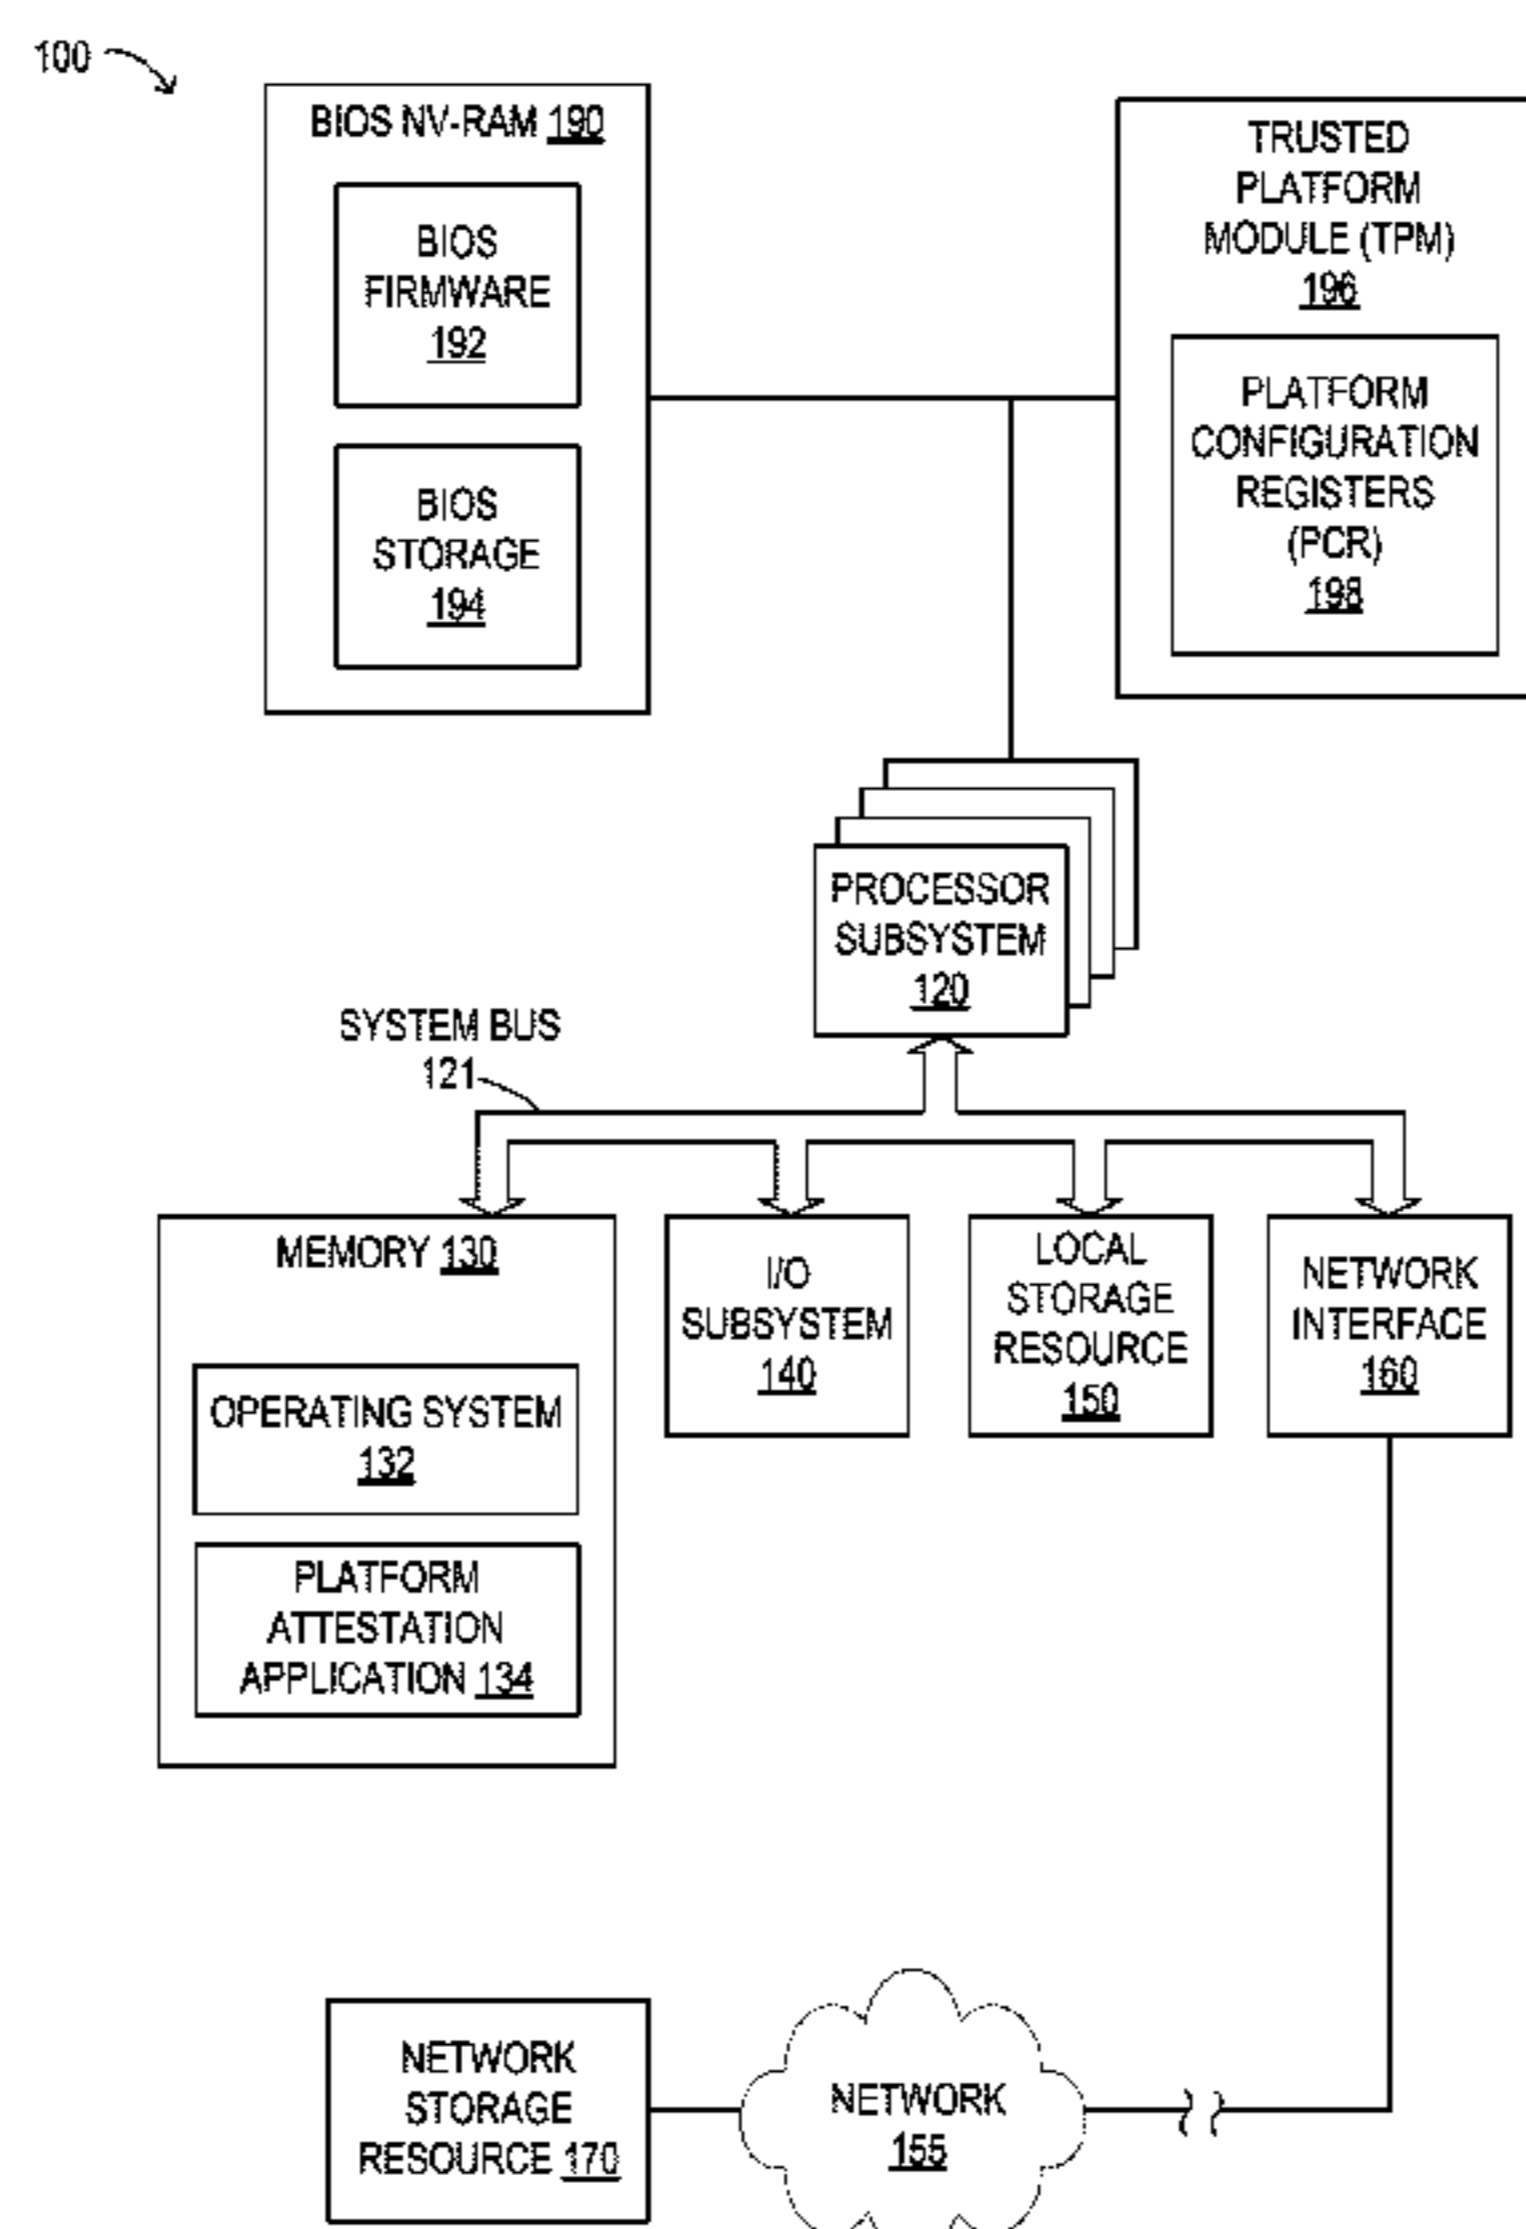 100
BIOS NV-RAM 190
BIOS
FIRMWARE
192
BIOS
STORAGE
194
TRUSTED
PLATFORM
MODULE (TPM)
196
PLATFORM
CONFIGURATION
REGISTERS
(PCR)
198
PROCESSOR
SUBSYSTEM
120
SYSTEM BUS
121
MEMORY 130
OPERATING SYSTEM
132
PLATFORM
ATTESTATION
APPLICATION 134
I/O
SUBSYSTEM
140
LOCAL
STORAGE
RESOURCE
150
NETWORK
INTERFACE
160
NETWORK
STORAGE
RESOURCE 170
NETWORK
155